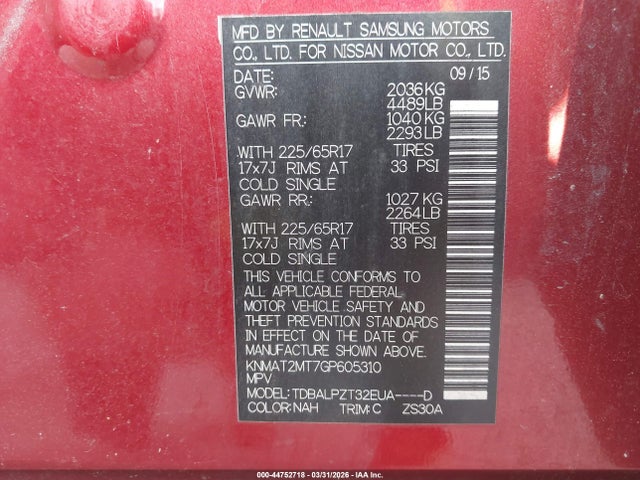 MFD BY RENAULT SAMSUNG MOTORS
CO., LTD. FOR NISSAN MOTOR CO., LTD.
DATE: 09/15
GVWR: 2036KG
4489LB
GAWR FR: 1040KG
2293LB
WITH 225/65R17 TIRES
17x7J RIMS AT 33 PSI
COLD SINGLE
GAWR RR: 1027 KG
2264LB
WITH 225/65R17 TIRES
17x7J RIMS AT 33 PSI
COLD SINGLE
THIS VEHICLE CONFORMS TO
ALL APPLICABLE FEDERAL
MOTOR VEHICLE SAFETY AND
THEFT PREVENTION STANDARDS
IN EFFECT ON THE DATE OF
MANUFACTURE SHOWN ABOVE.
KNMAT2MT7GP605310
MPV
MODEL: TDBALPZT32EUA----D
COLOR: NAH TRIM: C ZS30A
000-44752718 - 03/31/2026 - IAA Inc.